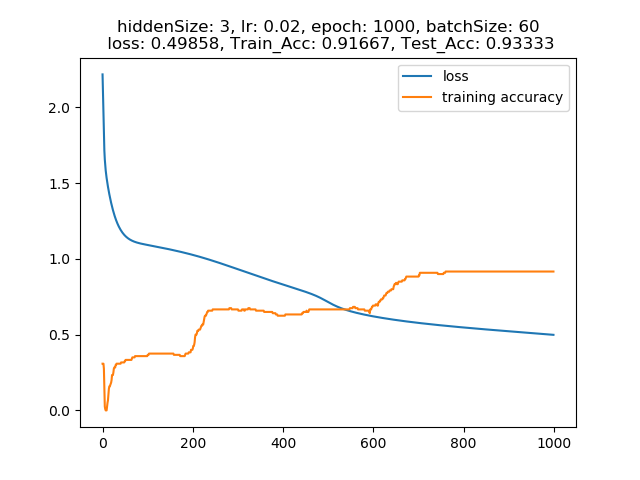 hiddenSize: 3, lr: 0.02, epoch: 1000, batchSize: 60
loss: 0.49858, Train_Acc: 0.91667, Test_Acc: 0.93333
loss
training accuracy
2.0
1.5
1.0
0.5
0.0
0 200 400 600 800 1000